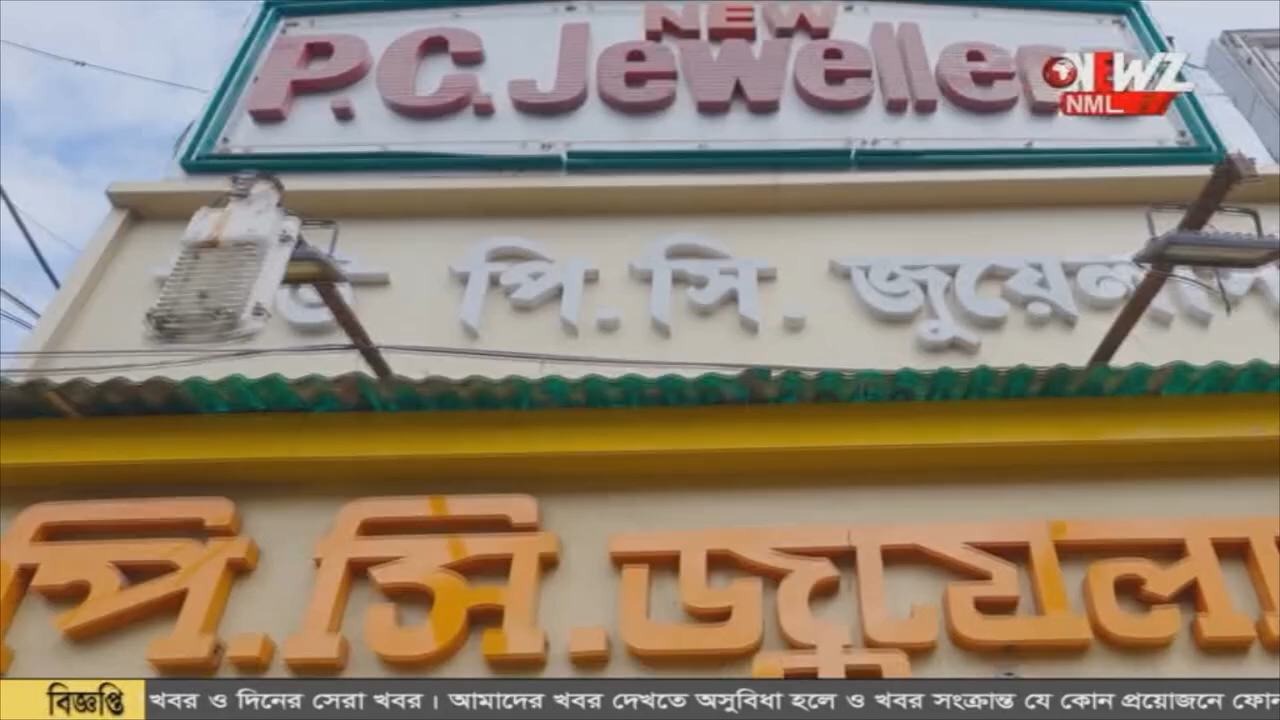 NEW
P.C. Jeweller
NEWZ
NML
পি. সি.
পি. সি. জুয়েলা
বিজ্ঞপ্তি খবর ও দিনের সেরা খবর । আমাদের খবর দেখতে অসুবিধা হলে ও খবর সংক্রান্ত যে কোন প্রয়োজনে ফোন